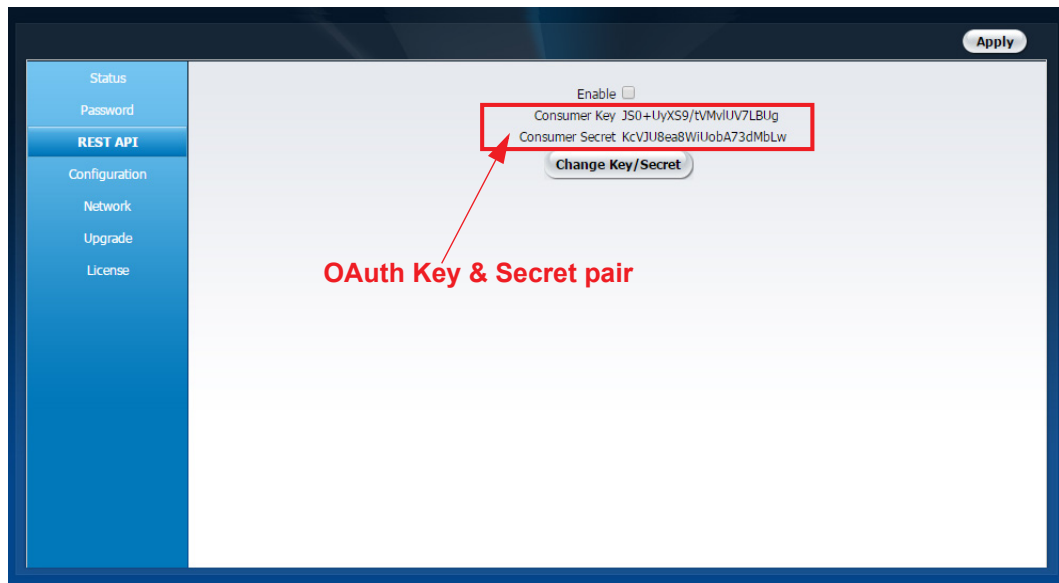 Apply
Status
Password
REST API
Configuration
Network
Upgrade
License
Enable
Consumer Key JS0+UyXS9/tVMvlUV7LBUg
Consumer Secret KcVJU8ea8WiUobA73dMbLw
Change Key/Secret
OAuth Key & Secret pair